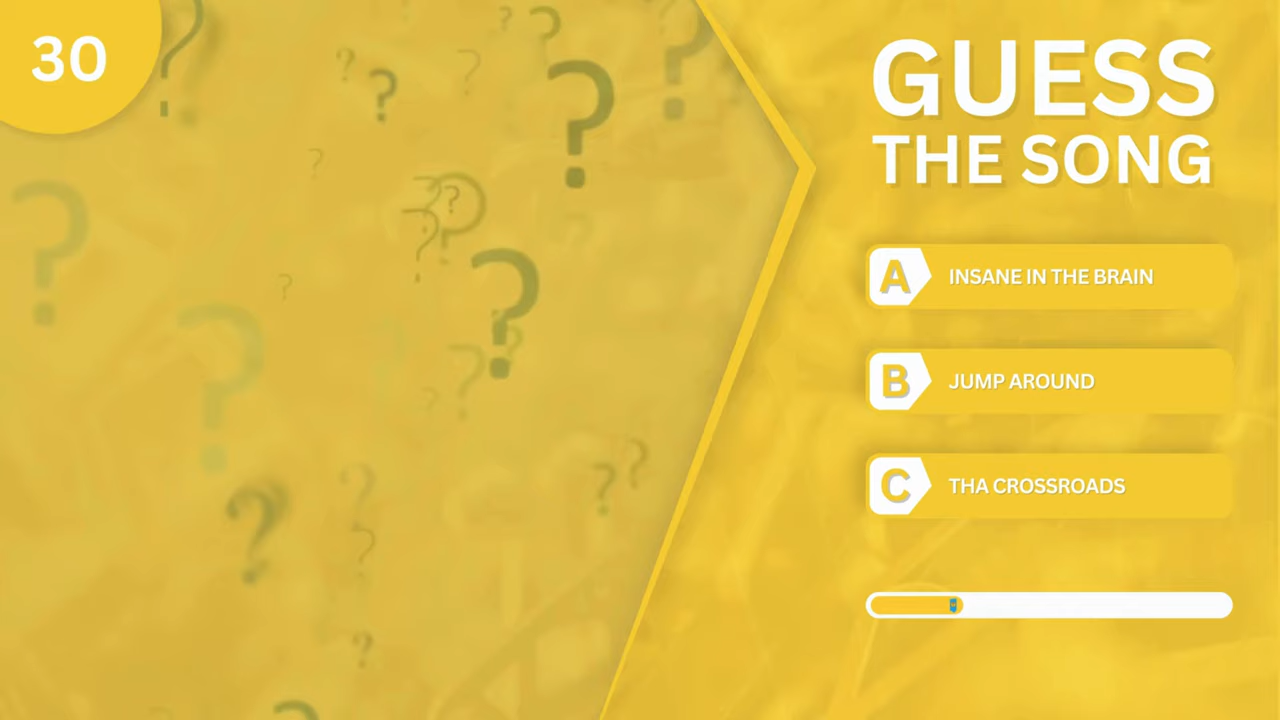 30
GUESS
THE SONG
A INSANE IN THE BRAIN
B JUMP AROUND
C THA CROSSROADS